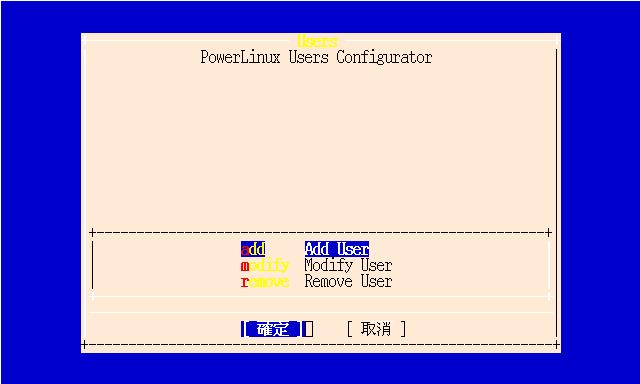 Users
PowerLinux Users Configurator
add Add User
modify Modify User
remove Remove User
[ 確定 ] [ 取消 ]